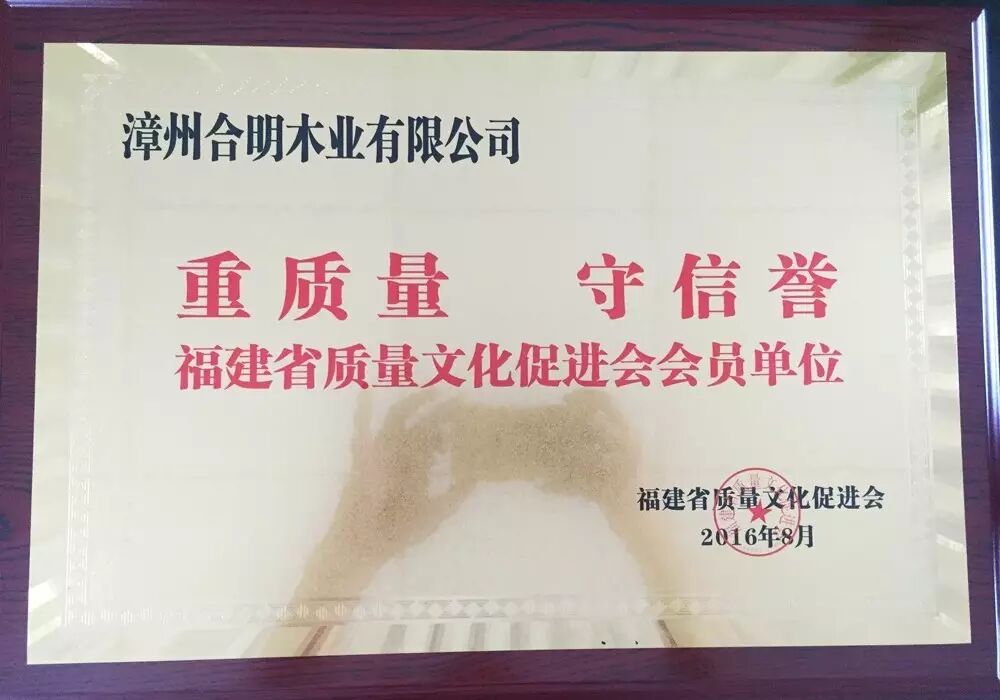 漳州合明木业有限公司
重质量 守信誉
福建省质量文化促进会会员单位
福建省质量文化促进会
2016年8月